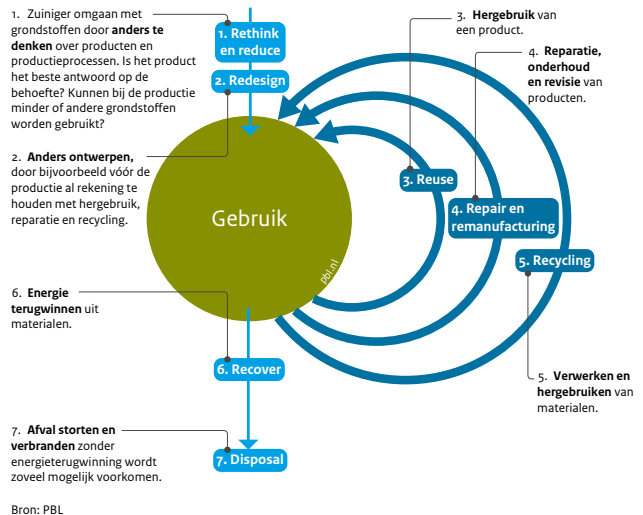 1. Zuiniger omgaan met
grondstoffen door anders te
denken over producten en
productieprocessen. Is het product
het beste antwoord op de
behoefte? Kunnen bij de productie
minder of andere grondstoffen
worden gebruikt?
2. Anders ontwerpen,
door bijvoorbeeld vóór de
productie al rekening te
houden met hergebruik,
reparatie en recycling.
6. Energie
terugwinnen uit
materialen.
7. Afval storten en
verbranden zonder
energieterugwinning wordt
zoveel mogelijk voorkomen.
1. Rethink
en reduce
2. Redesign
Gebruik
pbl.nl
6. Recover
7. Disposal
3. Hergebruik van
een product.
4. Reparatie,
onderhoud
en revisie van
producten.
3. Reuse
4. Repair en
remanufacturing
5. Recycling
5. Verwerken en
hergebruiken van
materialen.
Bron: PBL